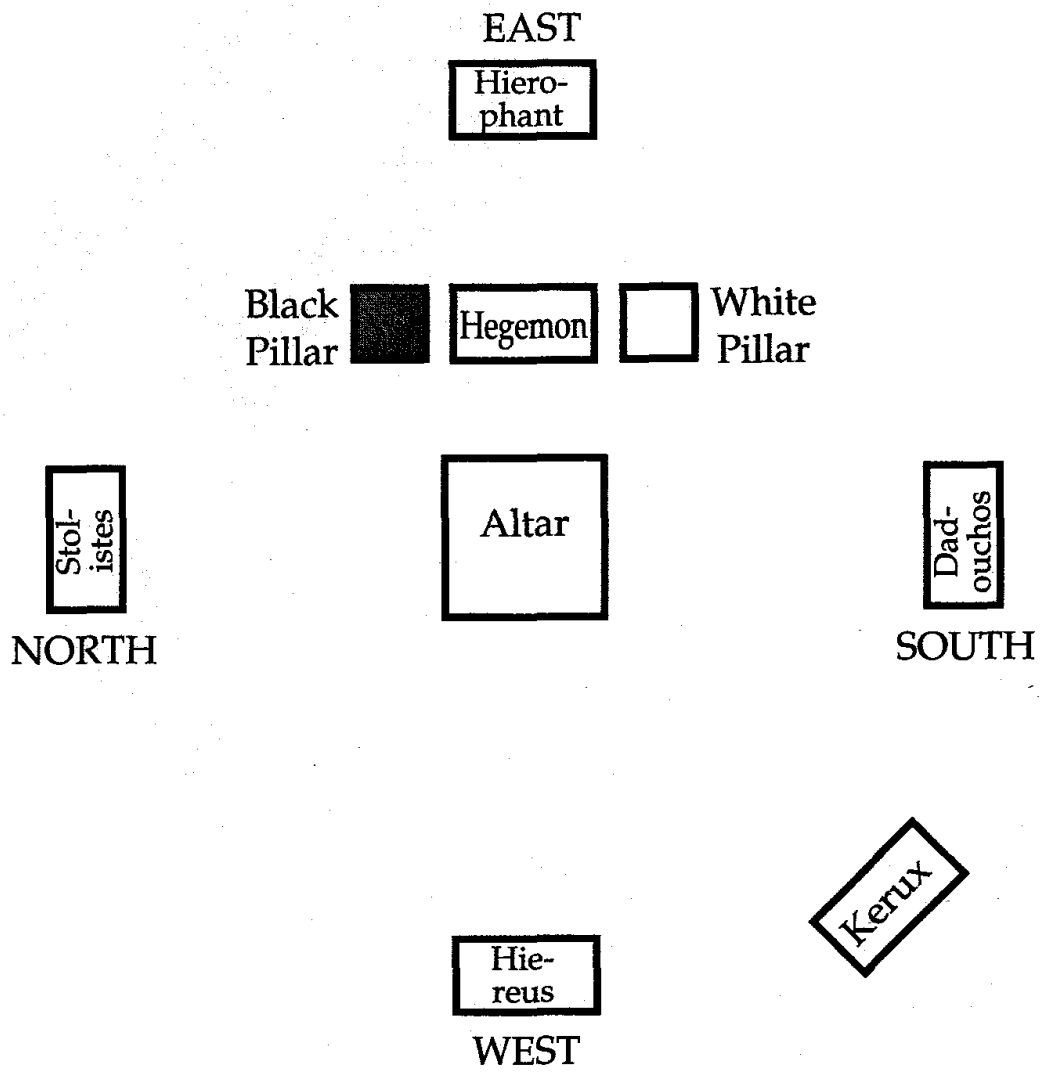 EAST
Hiero-
phant
Black
Pillar
Hegemon
White
Pillar
Stol-
istes
NORTH
Altar
Dad-
ouchos
SOUTH
Kerux
Hie-
reus
WEST